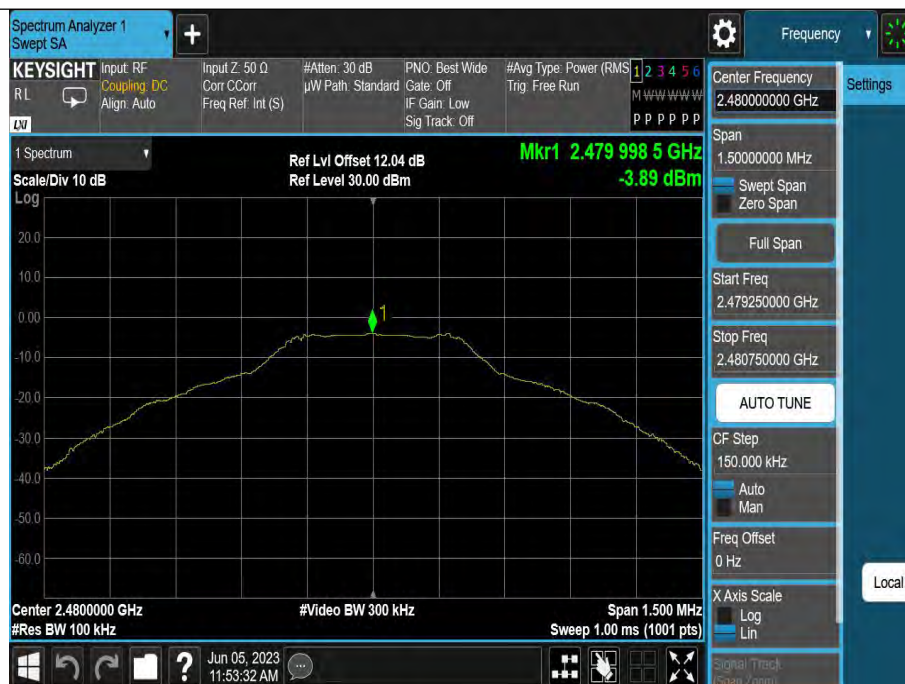 Spectrum Analyzer 1
Swept SA
+
Frequency
KEYSIGHT
RL
LXI
Input: RF
Coupling: DC
Align: Auto
Input Z: 50 Ω
Corr CCorr
Freq Ref: Int (S)
#Atten: 30 dB
µW Path: Standard
PNO: Best Wide
Gate: Off
IF Gain: Low
Sig Track: Off
#Avg Type: Power (RMS
Trig: Free Run
1 2 3 4 5 6
M W W W W W
P P P P P P
Center Frequency
2.480000000 GHz
Settings
Span
1.50000000 MHz
Swept Span
Zero Span
Full Span
Start Freq
2.479250000 GHz
Stop Freq
2.480750000 GHz
AUTO TUNE
CF Step
150.000 kHz
Auto
Man
Freq Offset
0 Hz
X Axis Scale
Log
Lin
Signal Track
(Span Zoom)
Local
1 Spectrum
Scale/Div 10 dB
Ref Lvl Offset 12.04 dB
Ref Level 30.00 dBm
Mkr1 2.479 998 5 GHz
-3.89 dBm
Log
20.0
10.0
0.00
-10.0
-20.0
-30.0
-40.0
-50.0
-60.0
1
Center 2.4800000 GHz
#Res BW 100 kHz
#Video BW 300 kHz
Span 1.500 MHz
Sweep 1.00 ms (1001 pts)
?
Jun 05, 2023
11:53:32 AM